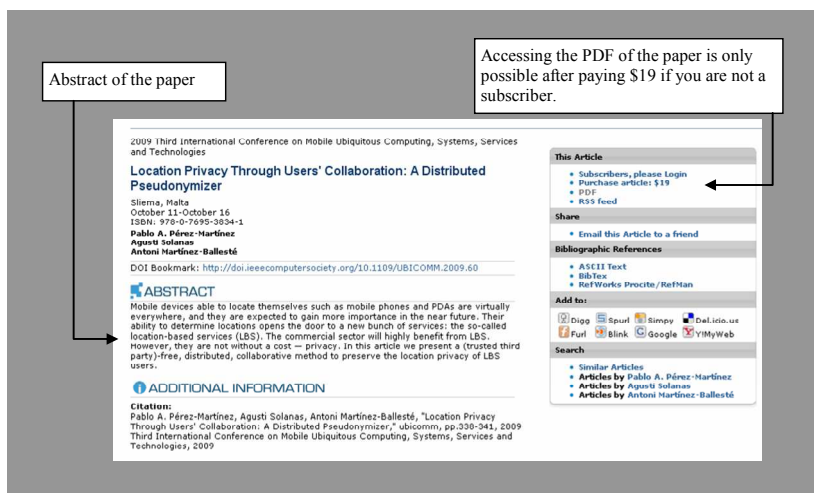 Abstract of the paper
Accessing the PDF of the paper is only
possible after paying $19 if you are not a
subscriber.
2009 Third International Conference on Mobile Ubiquitous Computing, Systems, Services
and Technologies
Location Privacy Through Users' Collaboration: A Distributed
Pseudonymizer
Sliema, Malta
October 11-October 16
ISBN: 978-0-7695-3834-1
Pablo A. Pérez-Martínez
Agusti Solanas
Antoni Martínez-Ballesté
DOI Bookmark: http://doi.ieeecomputersociety.org/10.1109/UBICOMM.2009.60
ABSTRACT
Mobile devices able to locate themselves such as mobile phones and PDAs are virtually
everywhere, and they are expected to gain more importance in the near future. Their
ability to determine locations opens the door to a new bunch of services: the so-called
location-based services (LBS). The commercial sector will highly benefit from LBS.
However, they are not without a cost — privacy. In this article we present a (trusted third
party)-free, distributed, collaborative method to preserve the location privacy of LBS
users.
ADDITIONAL INFORMATION
Citation:
Pablo A. Pérez-Martínez, Agusti Solanas, Antoni Martínez-Ballesté, "Location Privacy
Through Users' Collaboration: A Distributed Pseudonymizer," ubicomm, pp.338-341, 2009
Third International Conference on Mobile Ubiquitous Computing, Systems, Services and
Technologies, 2009
This Article
Subscribers, please Login
Purchase article: $19
PDF
RSS feed
Share
Email this Article to a friend
Bibliographic References
ASCII Text
BibTex
RefWorks Procite/RefMan
Add to:
Digg Spurl Simpy Del.icio.us
Furl Blink Google Y!MyWeb
Search
Similar Articles
Articles by Pablo A. Pérez-Martínez
Articles by Agusti Solanas
Articles by Antoni Martínez-Ballesté